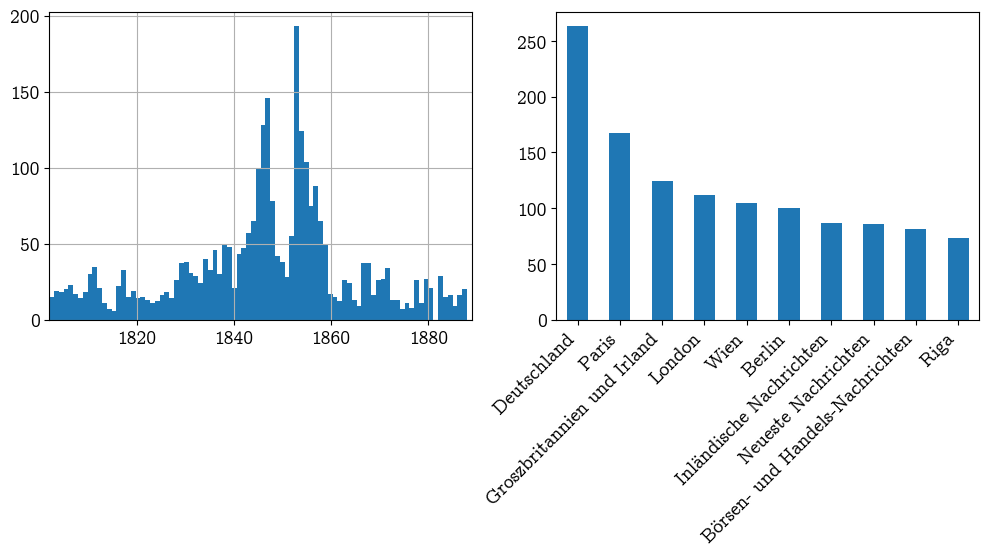 200
150
100
50
0
1820 1840 1860 1880
250
200
150
100
50
0
Deutschland
Paris
Groszbritannien und Irland
London
Wien
Berlin
Inländische Nachrichten
Neueste Nachrichten
Börsen- und Handels-Nachrichten
Riga